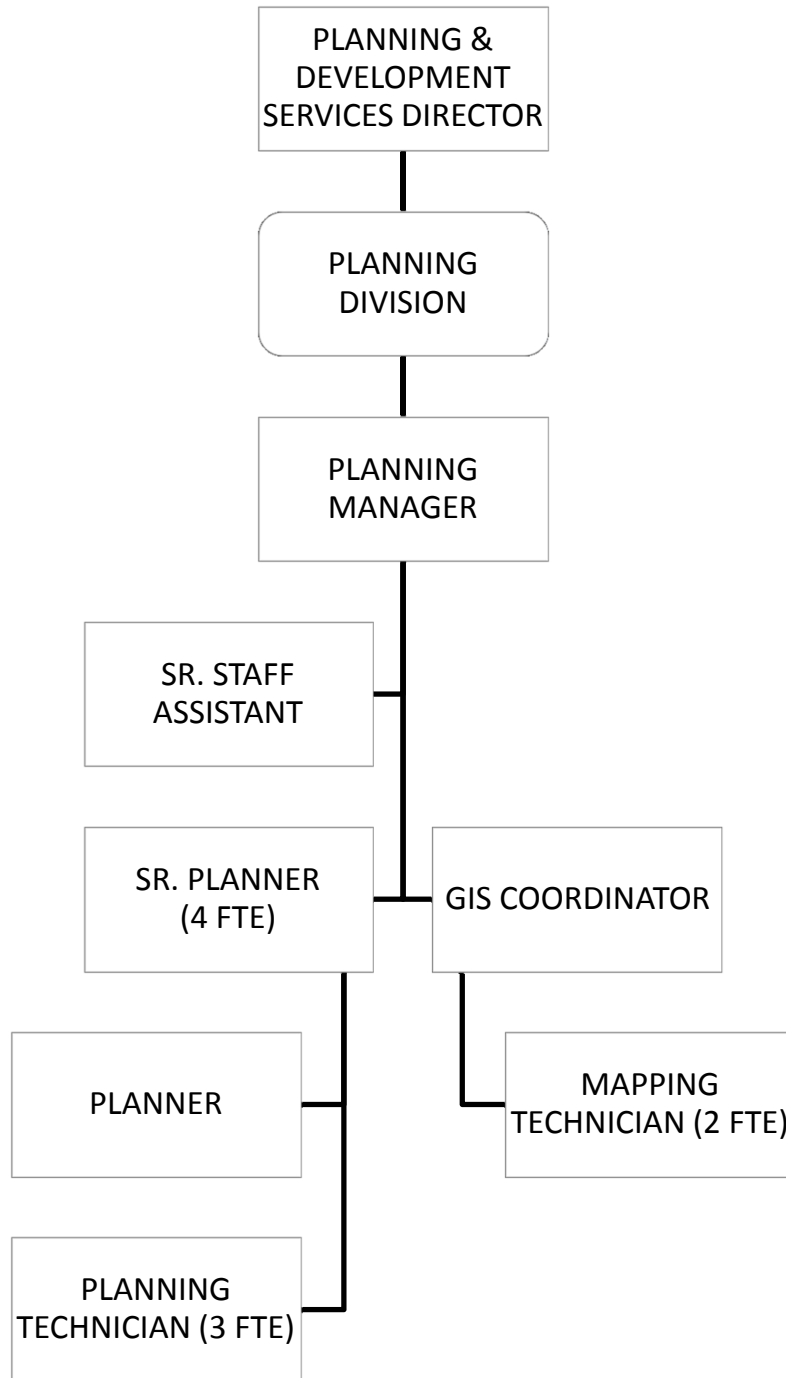 PLANNING &
DEVELOPMENT
SERVICES DIRECTOR
PLANNING
DIVISION
PLANNING
MANAGER
SR. STAFF
ASSISTANT
SR. PLANNER
(4 FTE)
GIS COORDINATOR
PLANNER
MAPPING
TECHNICIAN (2 FTE)
PLANNING
TECHNICIAN (3 FTE)